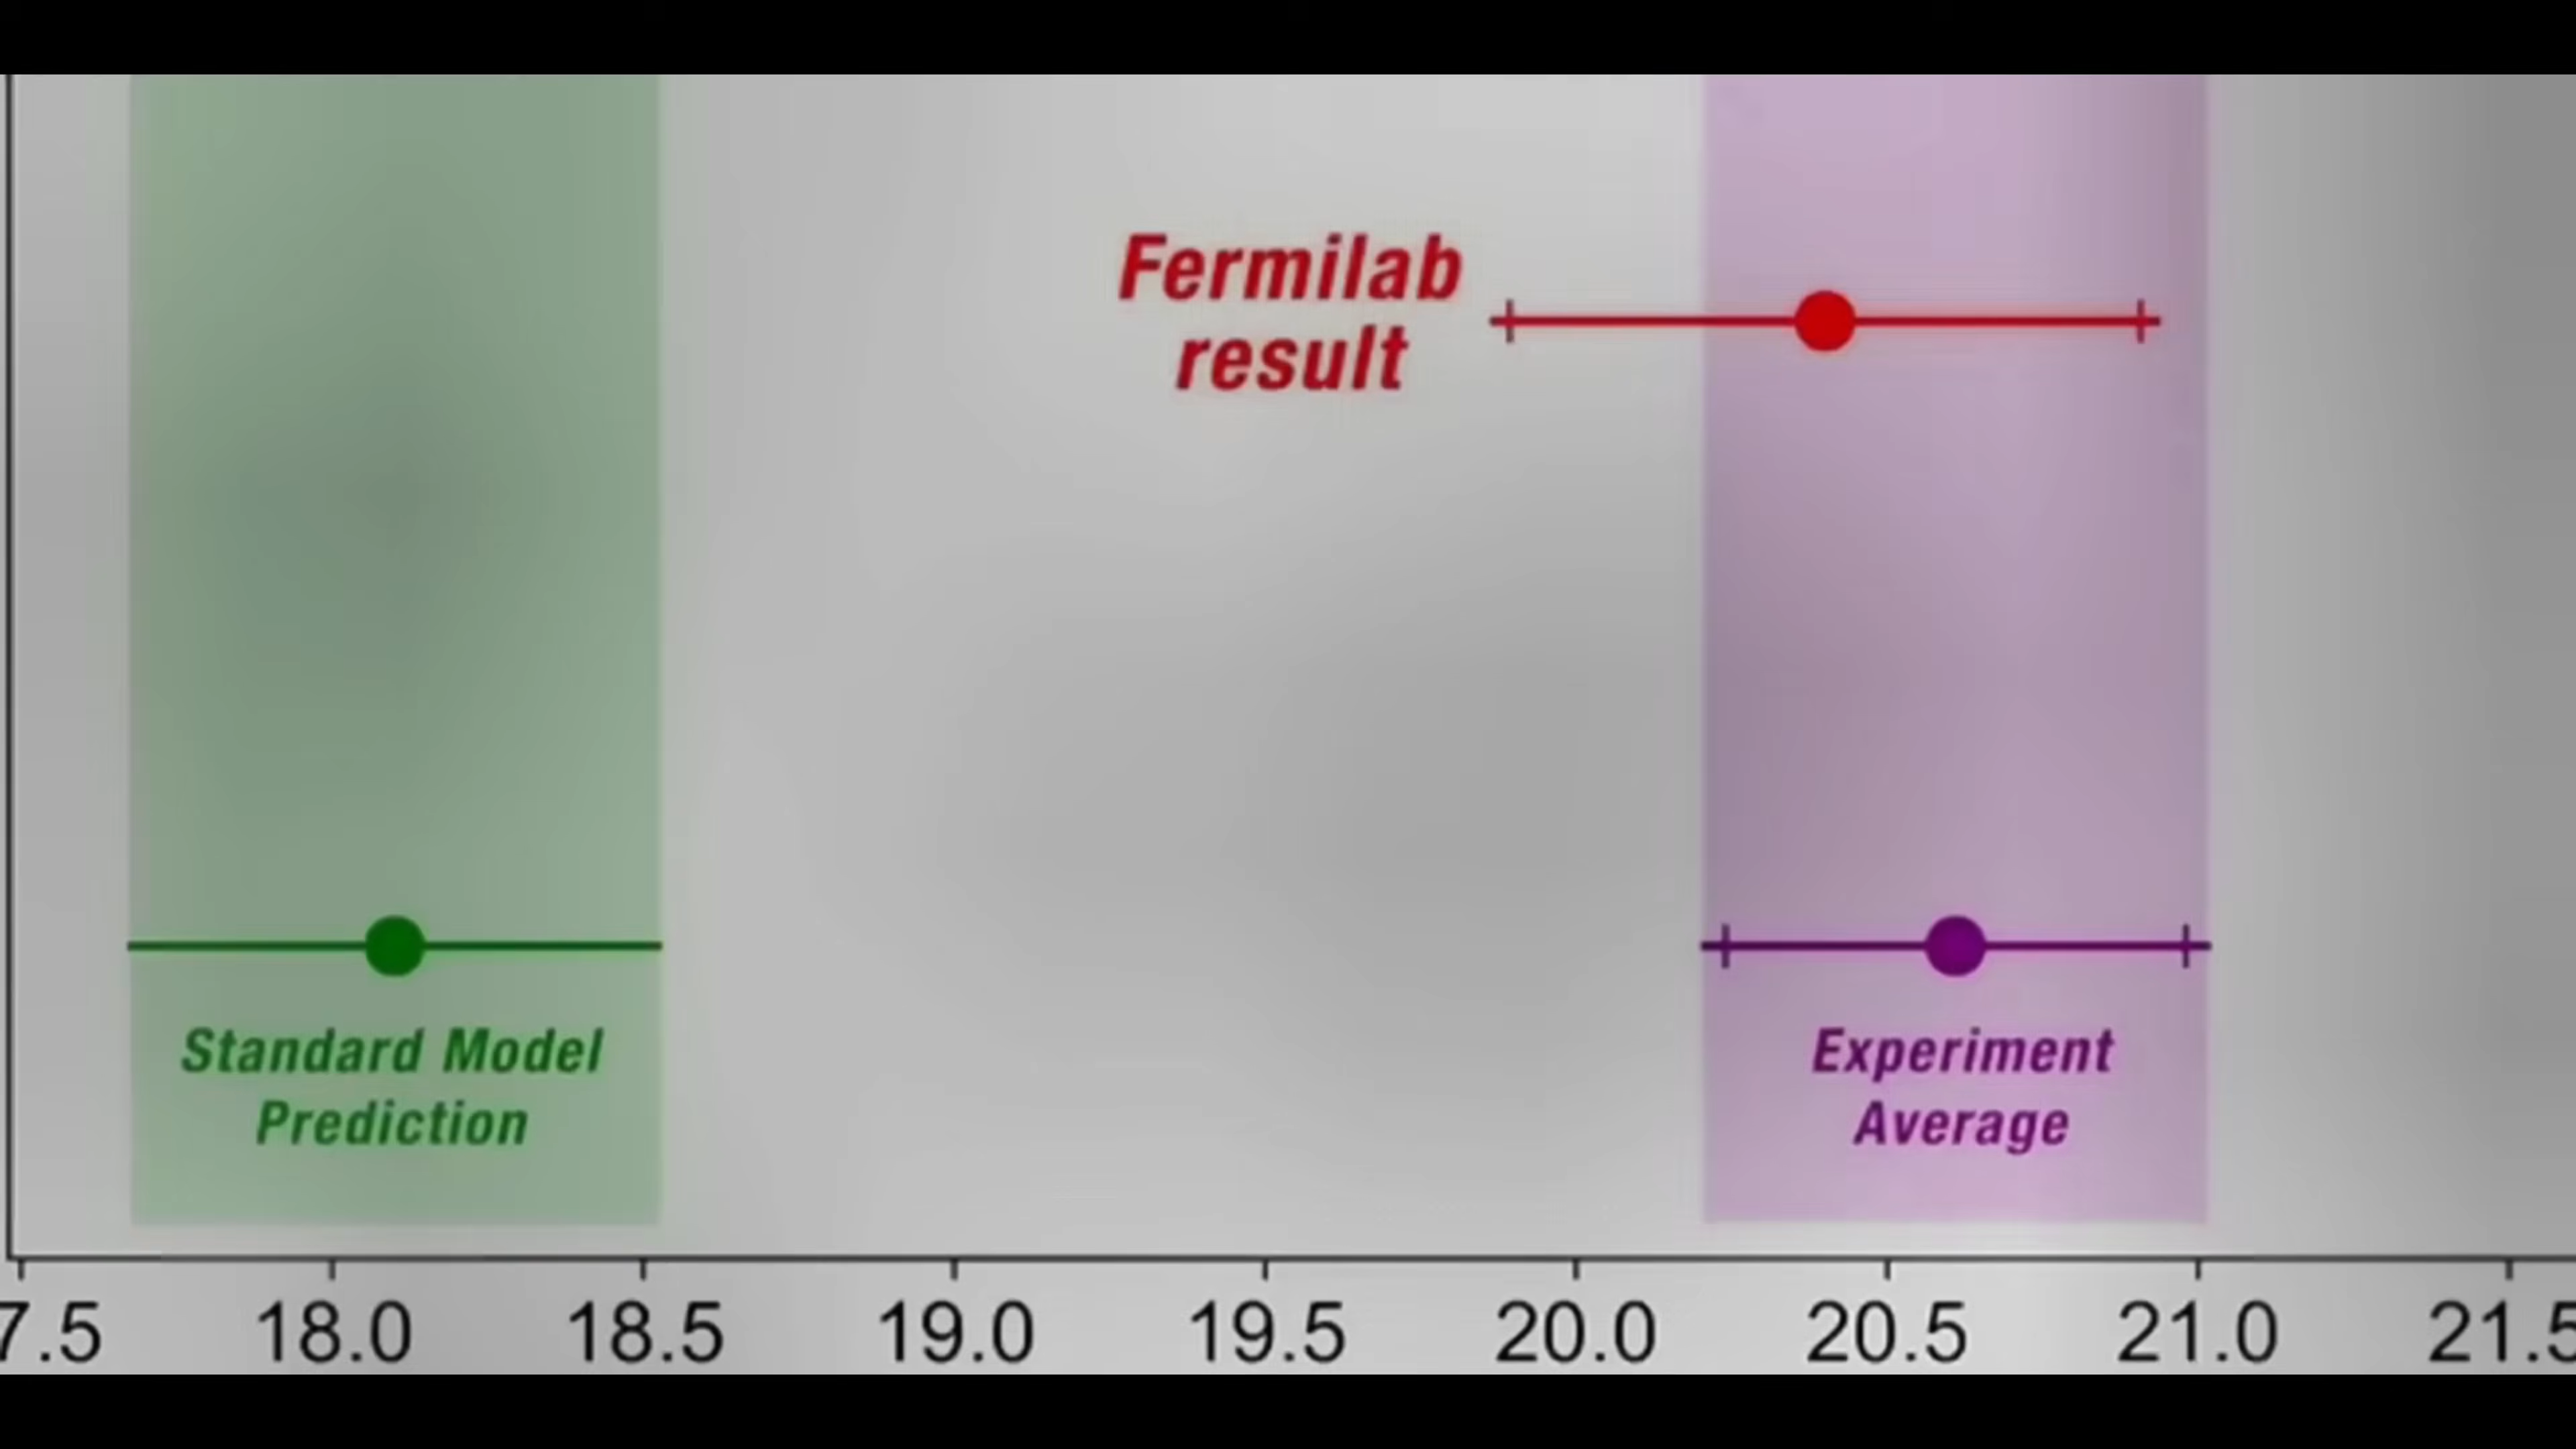 Fermilab
result
Standard Model
Prediction
Experiment
Average
7.5 18.0 18.5 19.0 19.5 20.0 20.5 21.0 21.5